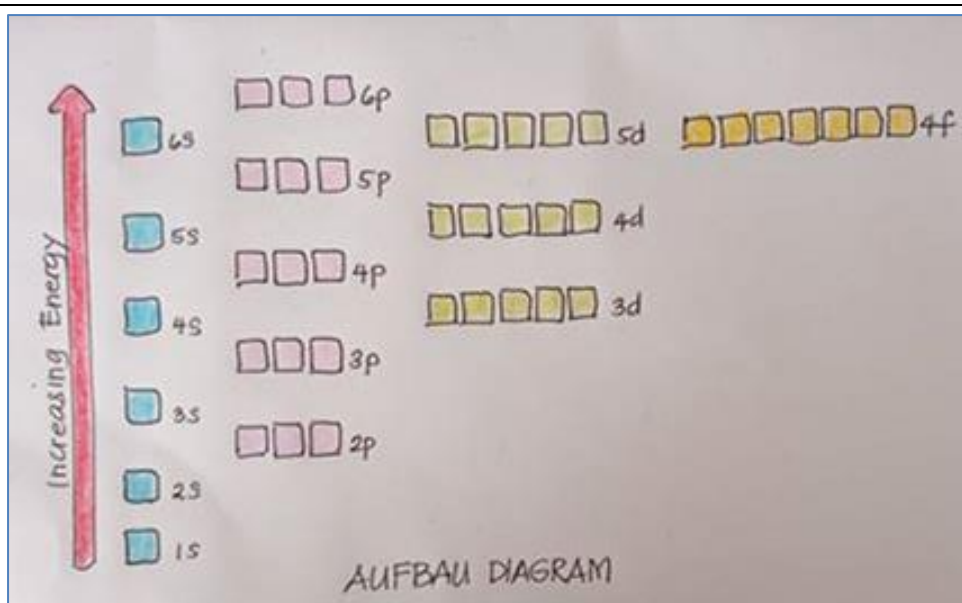 6p
6s
5d
4f
5p
5s
4d
4p
4s
3d
3p
3s
2p
2s
1s
Increasing Energy
AUFBAU DIAGRAM